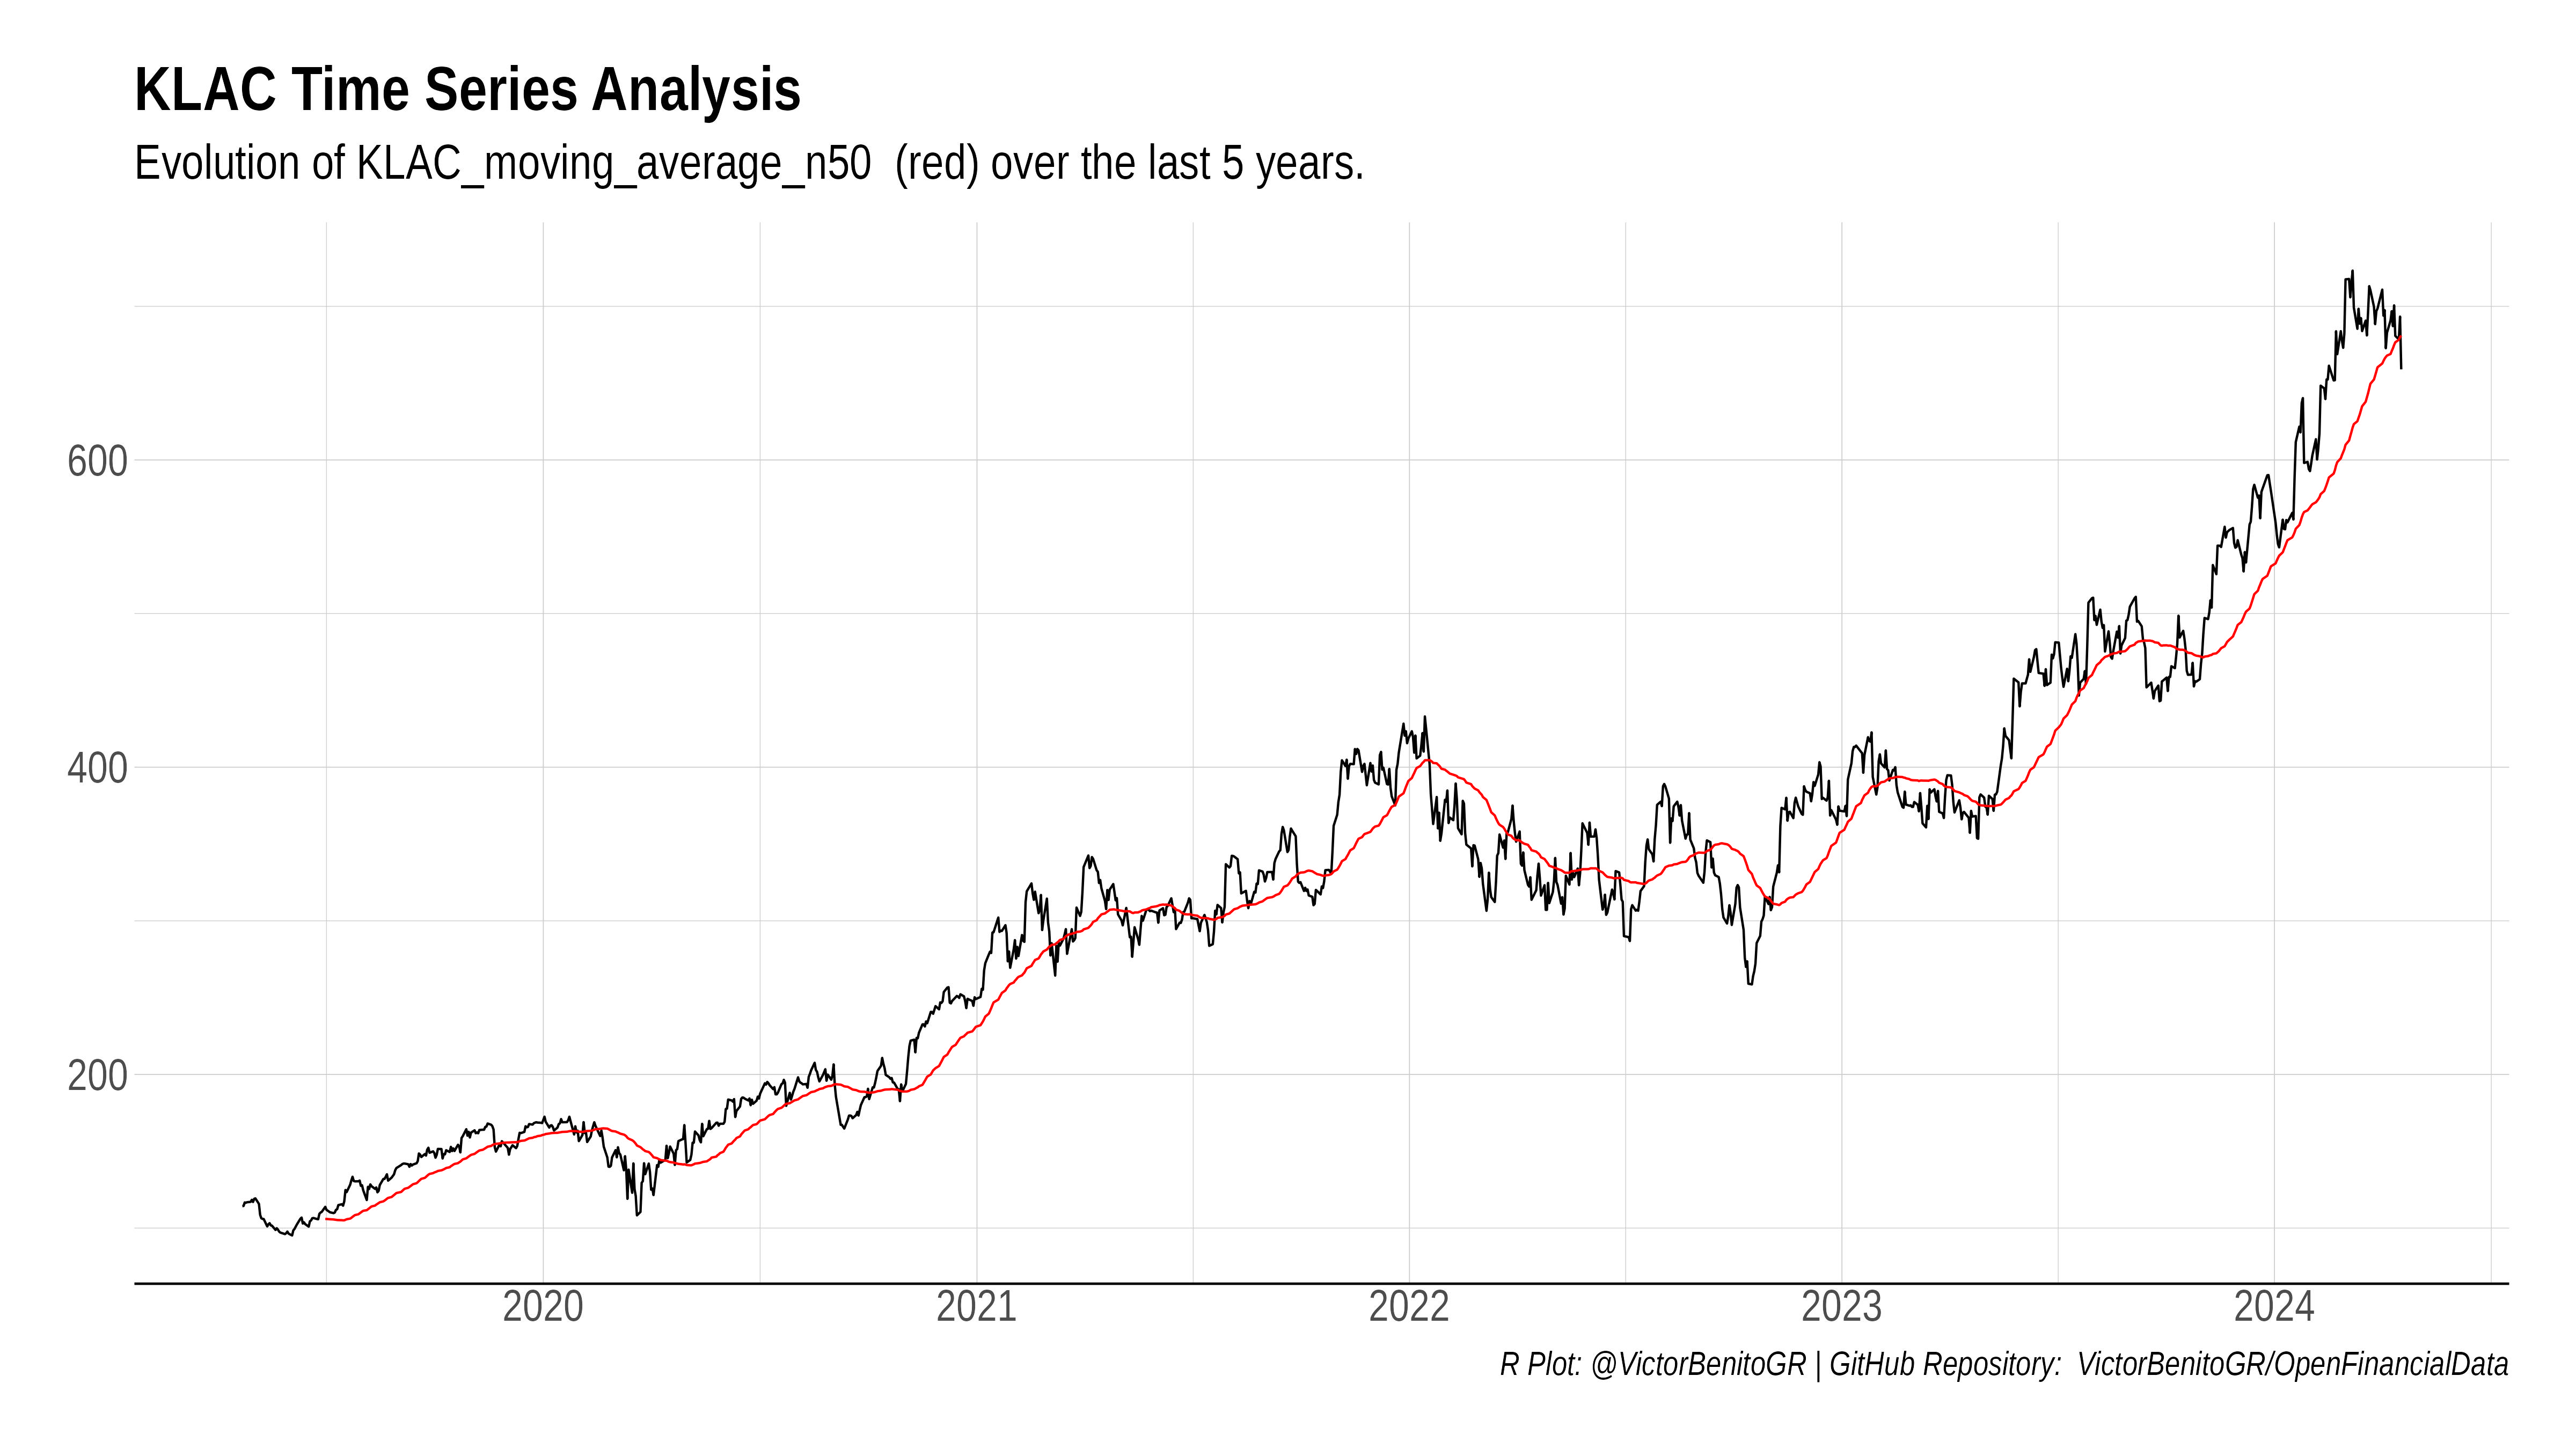 KLAC Time Series Analysis
Evolution of KLAC_moving_average_n50  (red) over the last 5 years.
600
400
200
2020 2021 2022 2023 2024
R Plot: @VictorBenitoGR | GitHub Repository:  VictorBenitoGR/OpenFinancialData